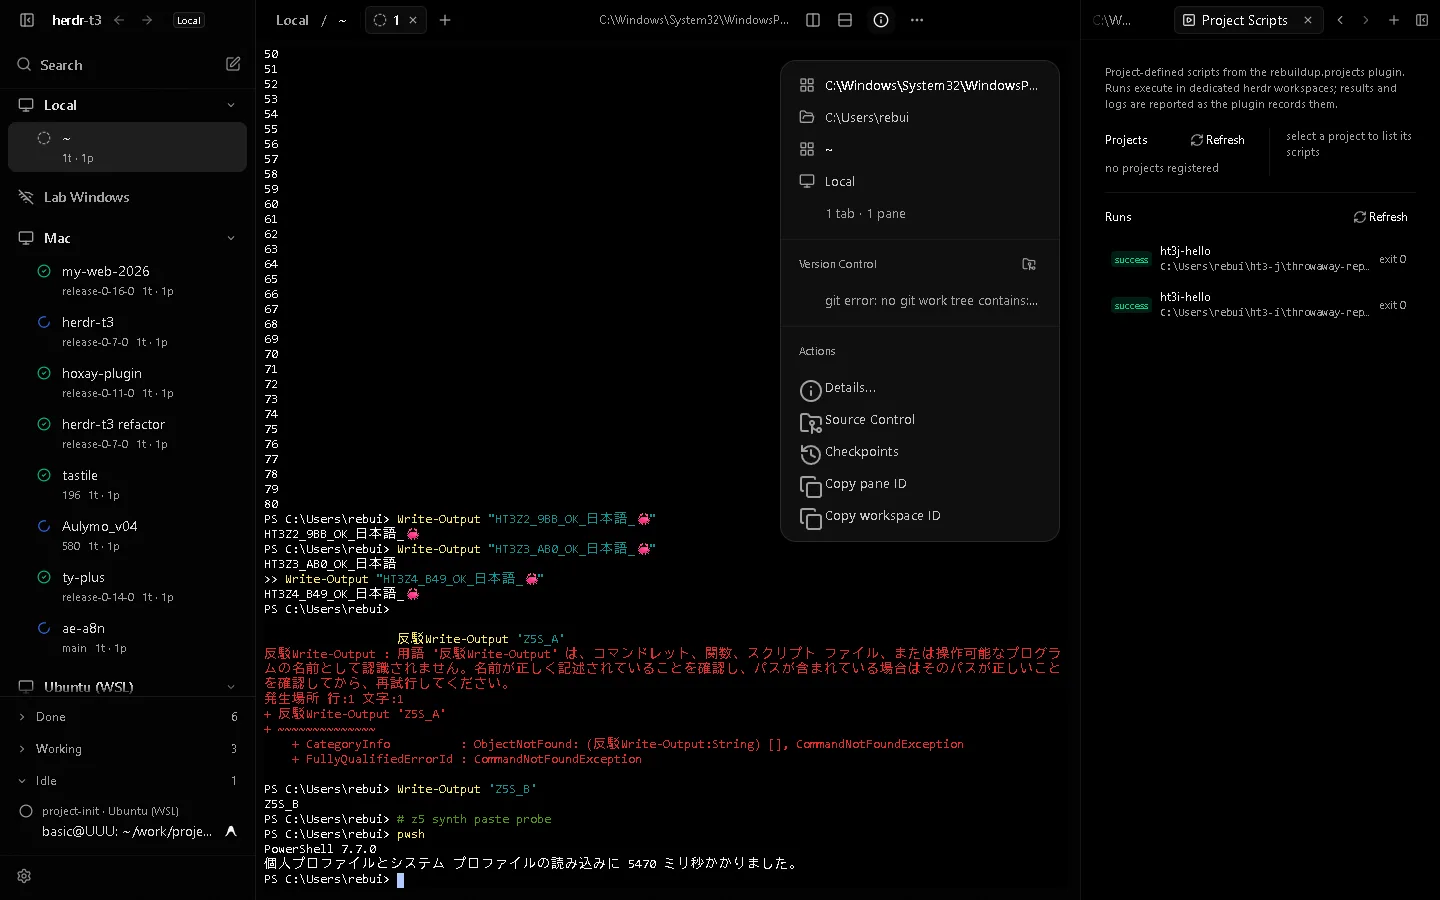 herdr-t3
Local
Search
Local
~
1t · 1p
Lab Windows
Mac
my-web-2026
release-0-16-0 1t · 1p
herdr-t3
release-0-7-0 1t · 1p
hoxay-plugin
release-0-11-0 1t · 1p
herdr-t3 refactor
release-0-7-0 1t · 1p
tastile
196 1t · 1p
Aulymo_v04
580 1t · 1p
ty-plus
release-0-14-0 1t · 1p
ae-a8n
main 1t · 1p
Ubuntu (WSL)
Done 6
Working 3
Idle 1
project-init · Ubuntu (WSL)
basic@UUU: ~/work/proje...
Local / ~ 1 × +
C:\Windows\System32\WindowsP...
50
51
52
53
54
55
56
57
58
59
60
61
62
63
64
65
66
67
68
69
70
71
72
73
74
75
76
77
78
79
80
PS C:\Users\rebui> Write-Output "HT3Z2_9BB_OK_日本語_🦀"
HT3Z2_9BB_OK_日本語_🦀
PS C:\Users\rebui> Write-Output "HT3Z3_AB0_OK_日本語_🦀"
HT3Z3_AB0_OK_日本語
>> Write-Output "HT3Z4_B49_OK_日本語_🦀"
HT3Z4_B49_OK_日本語_🦀
PS C:\Users\rebui>
反駁Write-Output 'Z5S_A'
反駁Write-Output : 用語 '反駁Write-Output' は、コマンドレット、関数、スクリプト ファイル、または操作可能なプログラ
ムの名前として認識されません。名前が正しく記述されていることを確認し、パスが含まれている場合はそのパスが正しいこと
を確認してから、再試行してください。
発生場所 行:1 文字:1
+ 反駁Write-Output 'Z5S_A'
+ ~~~~~~~~~~~~~~
+ CategoryInfo : ObjectNotFound: (反駁Write-Output:String) [], CommandNotFoundException
+ FullyQualifiedErrorId : CommandNotFoundException
PS C:\Users\rebui> Write-Output 'Z5S_B'
Z5S_B
PS C:\Users\rebui> # z5 synth paste probe
PS C:\Users\rebui> pwsh
PowerShell 7.7.0
個人プロファイルとシステム プロファイルの読み込みに 5470 ミリ秒かかりました。
PS C:\Users\rebui>
C:\Windows\System32\WindowsP...
C:\Users\rebui
~
Local
1 tab · 1 pane
Version Control
git error: no git work tree contains:...
Actions
Details...
Source Control
Checkpoints
Copy pane ID
Copy workspace ID
C:\W...
Project Scripts ×
Project-defined scripts from the rebuildup.projects plugin.
Runs execute in dedicated herdr workspaces; results and
logs are reported as the plugin records them.
Projects
Refresh
no projects registered
select a project to list its
scripts
Runs
Refresh
success
ht3j-hello
C:\Users\rebui\ht3-j\throwaway-rep...
exit 0
success
ht3i-hello
C:\Users\rebui\ht3-i\throwaway-rep...
exit 0